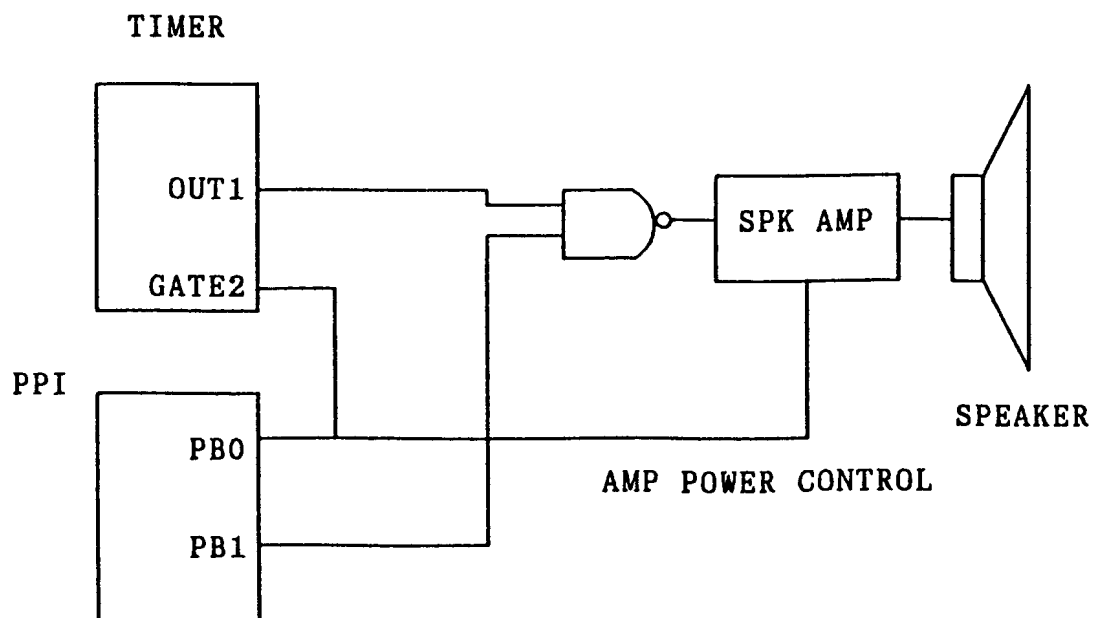 TIMER
OUT1
GATE2
SPK AMP
PPI
SPEAKER
PB0
AMP POWER CONTROL
PB1